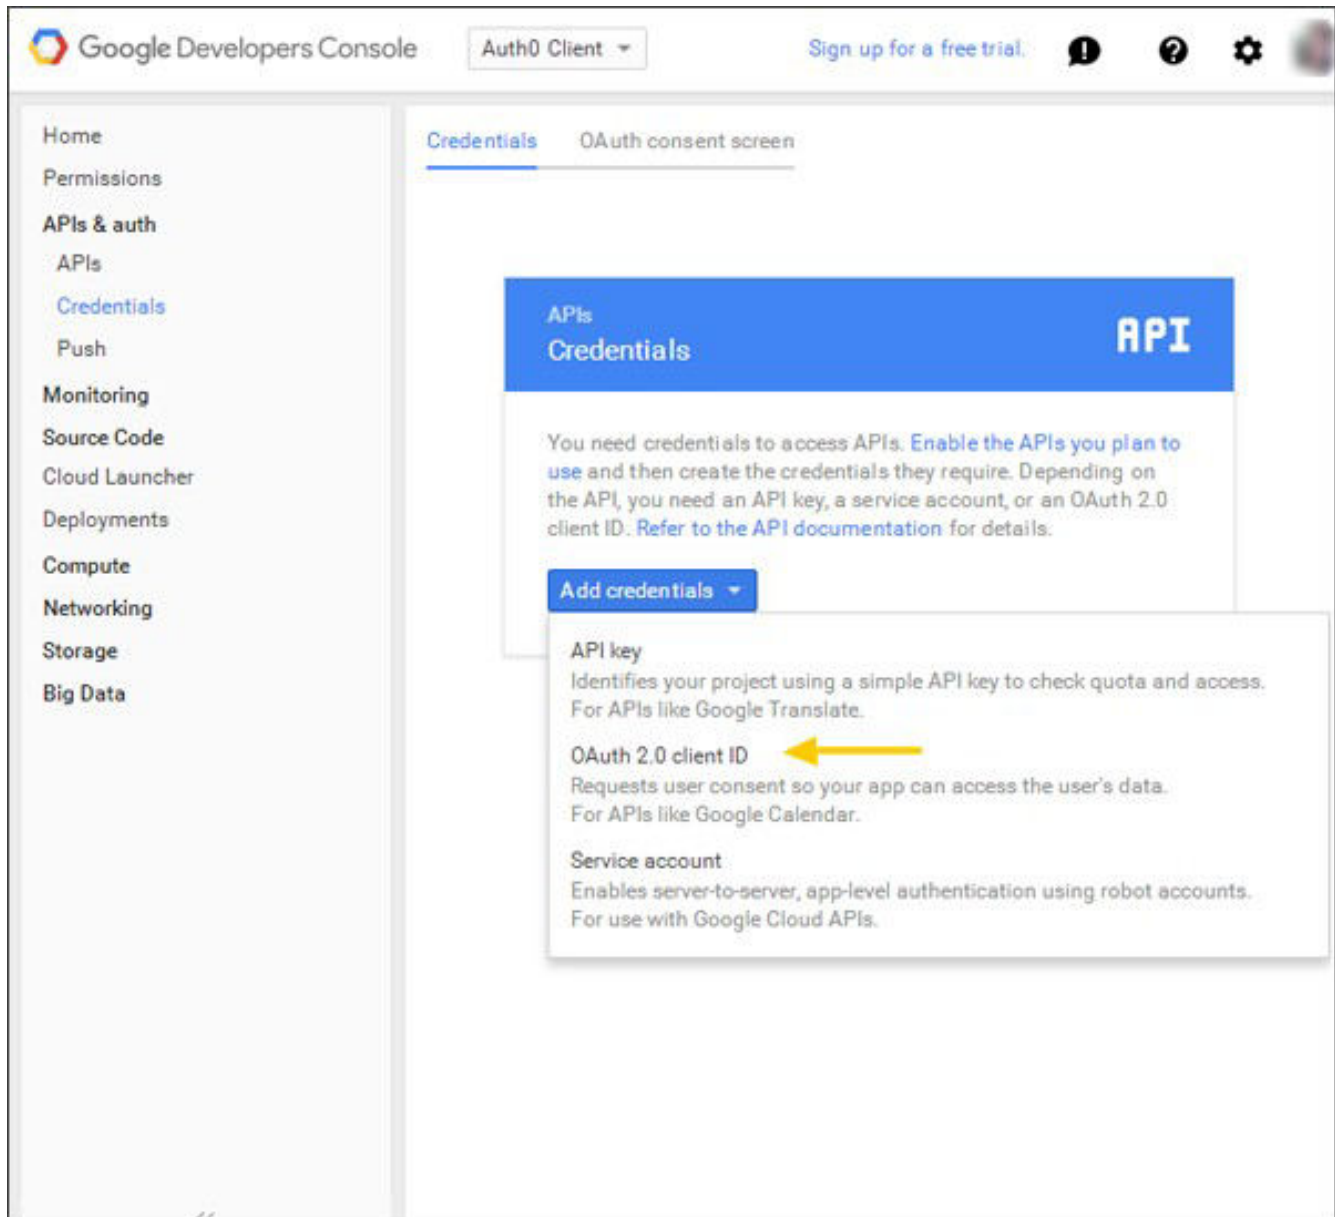 Google Developers Console
Auth0 Client
Sign up for a free trial.
Home
Permissions
APIs & auth
APIs
Credentials
Push
Monitoring
Source Code
Cloud Launcher
Deployments
Compute
Networking
Storage
Big Data
Credentials
OAuth consent screen
APIs
Credentials
API
You need credentials to access APIs. Enable the APIs you plan to
use and then create the credentials they require. Depending on
the API, you need an API key, a service account, or an OAuth 2.0
client ID. Refer to the API documentation for details.
Add credentials
API key
Identifies your project using a simple API key to check quota and access.
For APIs like Google Translate.
OAuth 2.0 client ID
Requests user consent so your app can access the user's data.
For APIs like Google Calendar.
Service account
Enables server-to-server, app-level authentication using robot accounts.
For use with Google Cloud APIs.